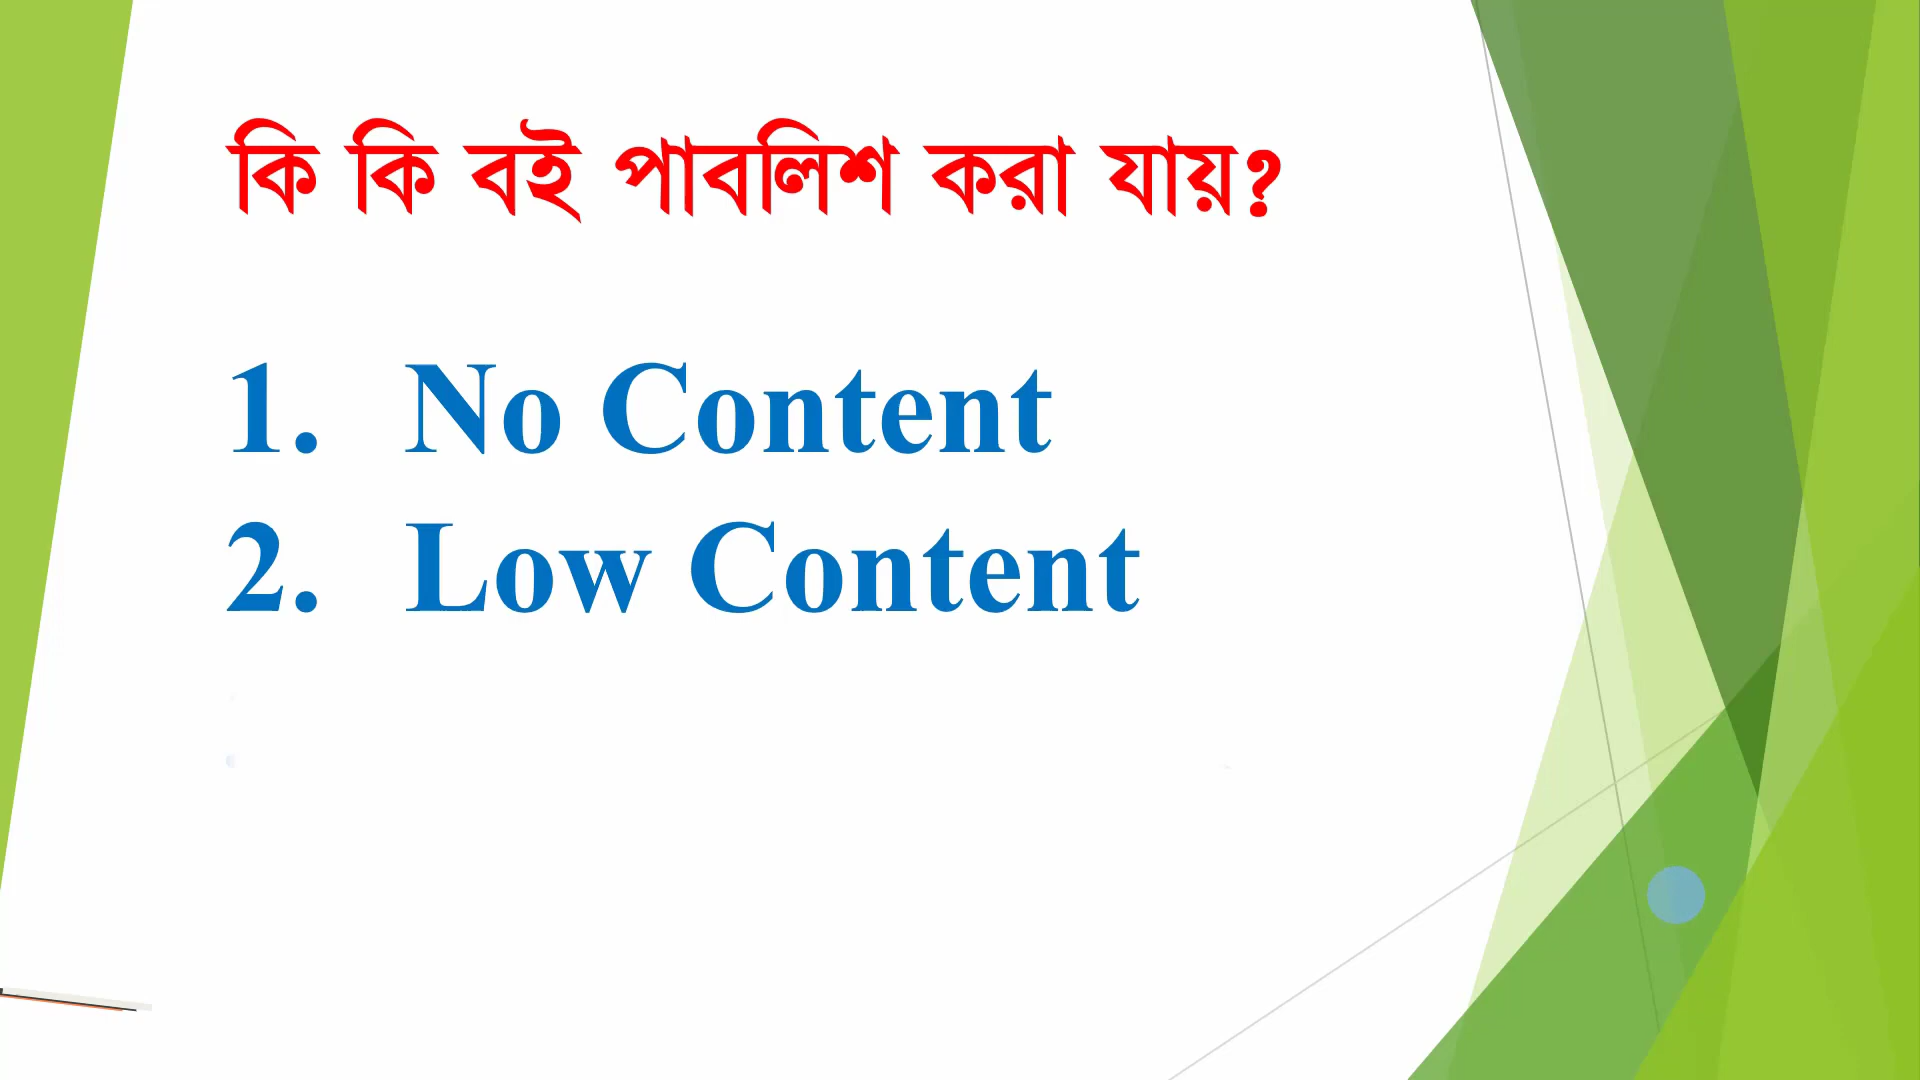 কি কি বই পাবলিশ করা যায়?
1. No Content
2. Low Content